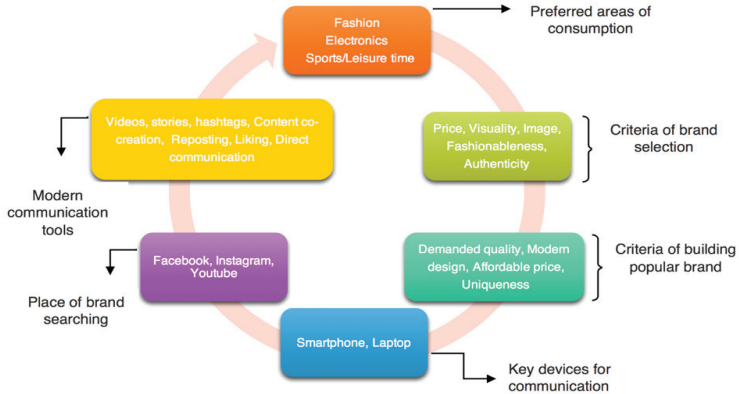 Fashion
Electronics
Sports/Leisure time
Preferred areas of
consumption
Price, Visuality, Image,
Fashionableness,
Authenticity
Criteria of brand
selection
Demanded quality, Modern
design, Affordable price,
Uniqueness
Criteria of building
popular brand
Smartphone, Laptop
Key devices for
communication
Facebook, Instagram,
Youtube
Place of brand
searching
Videos, stories, hashtags, Content co-
creation, Reposting, Liking, Direct
communication
Modern
communication
tools